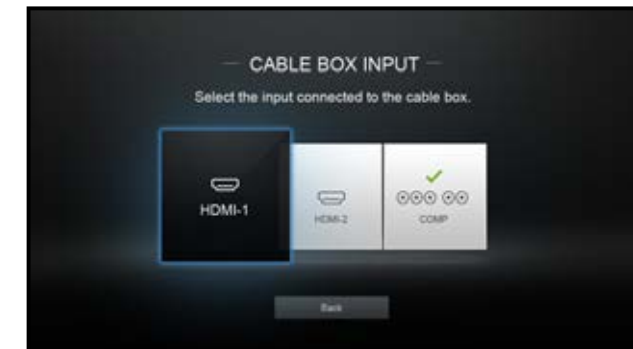 CABLE BOX INPUT
Select the input connected to the cable box.
HDMI-1
HDMI-2
COMP
Back